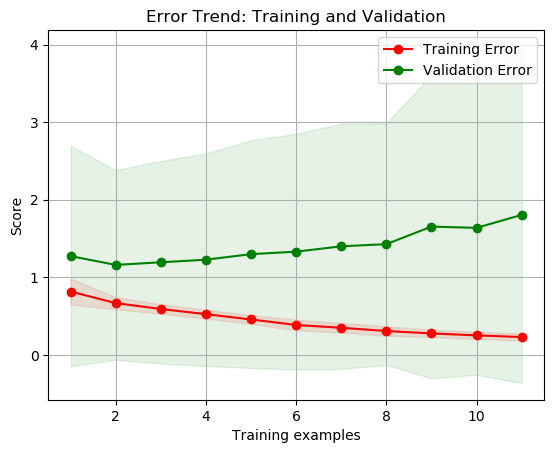 Error Trend: Training and Validation
Training Error
Validation Error
4
3
2
1
0
Score
2
4
6
8
10
Training examples